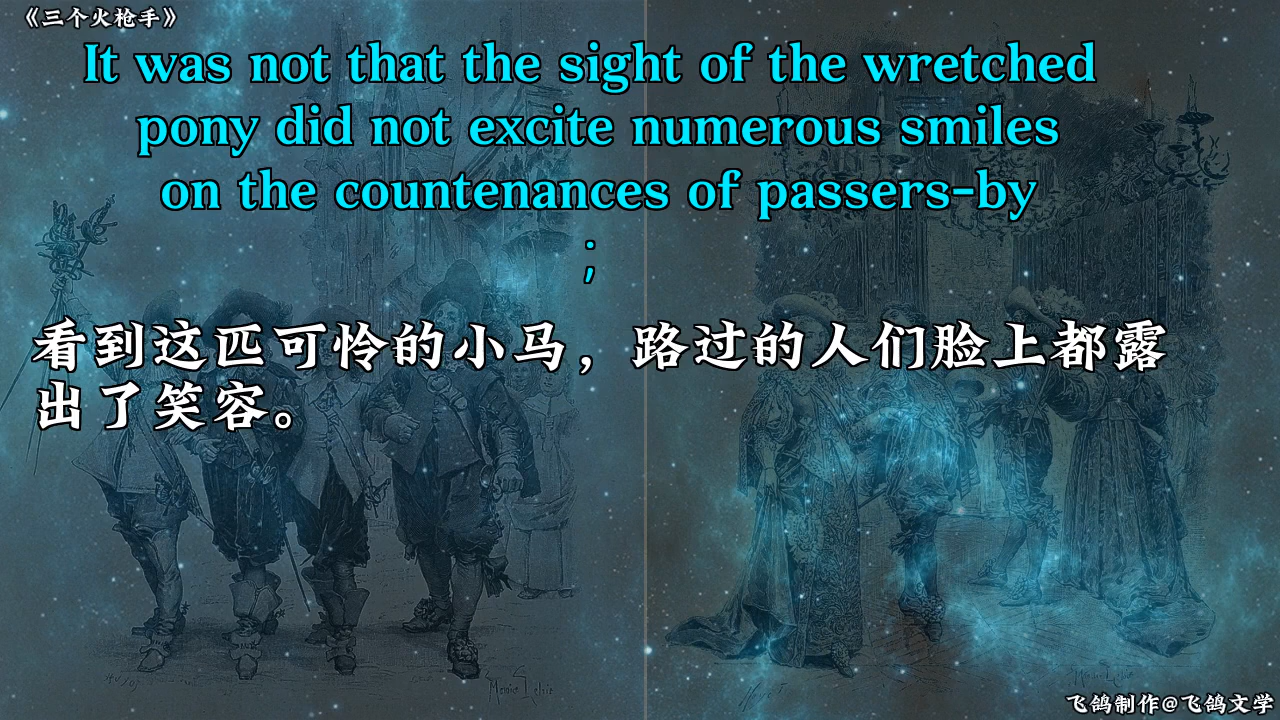 《三个火枪手》
It was not that the sight of the wretched
pony did not excite numerous smiles
on the countenances of passers-by
;
看到这匹可怜的小马，路过的人们脸上都露
出了笑容。
飞鸽制作@飞鸽文学